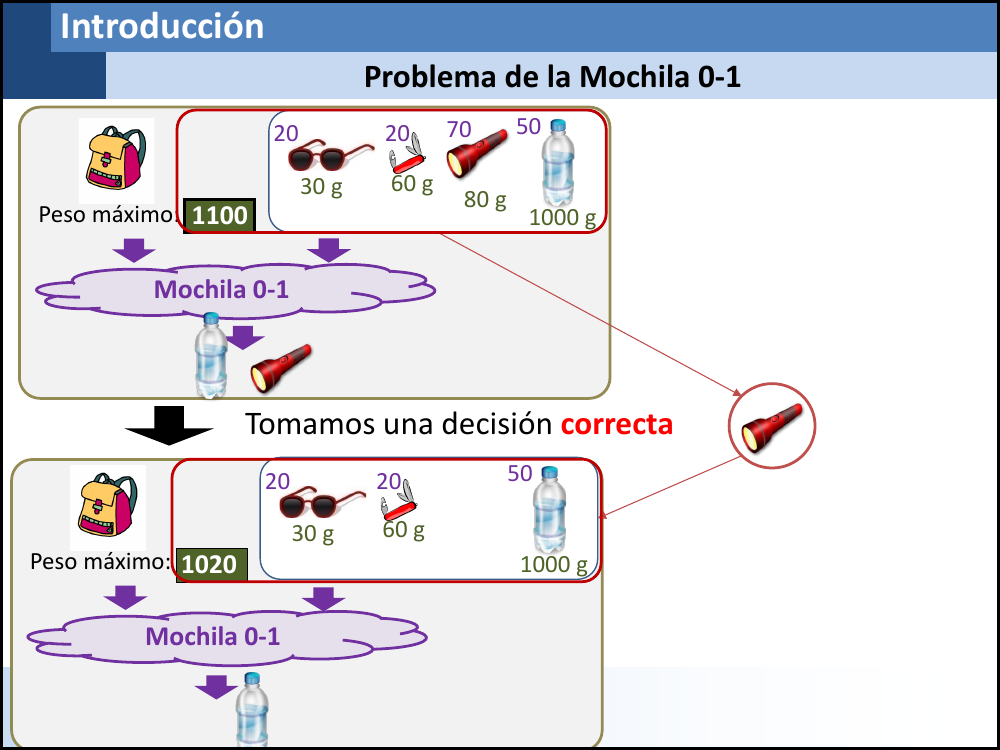 Introducción
Problema de la Mochila 0-1
20 20 70 50
30 g 60 g 80 g 1000 g
Peso máximo: 1100
Mochila 0-1
Tomamos una decisión correcta
20 20 50
30 g 60 g 1000 g
Peso máximo: 1020
Mochila 0-1